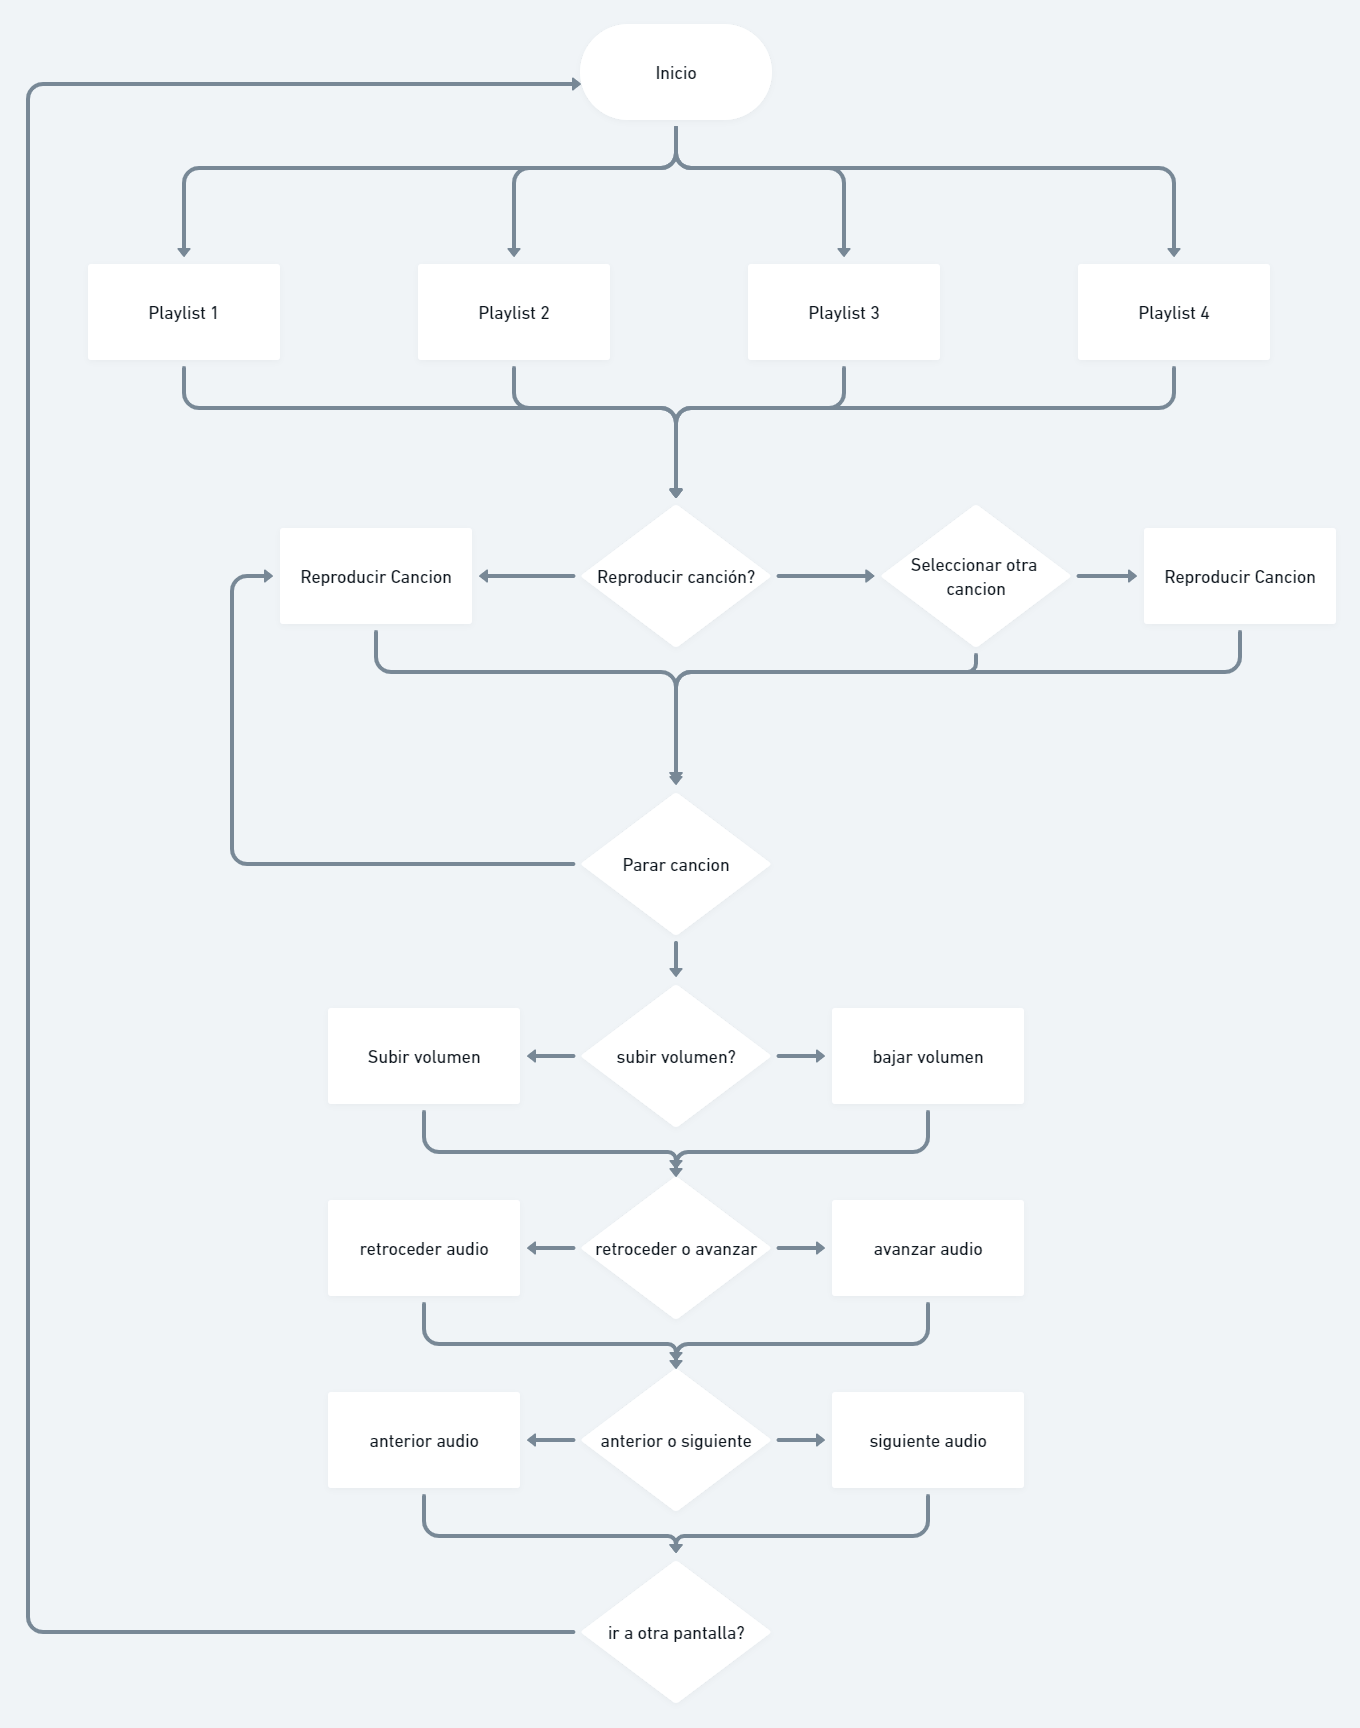 Inicio
Playlist 1
Playlist 2
Playlist 3
Playlist 4
Reproducir Cancion
Reproducir canción?
Seleccionar otra
cancion
Reproducir Cancion
Parar cancion
Subir volumen
subir volumen?
bajar volumen
retroceder audio
retroceder o avanzar
avanzar audio
anterior audio
anterior o siguiente
siguiente audio
ir a otra pantalla?